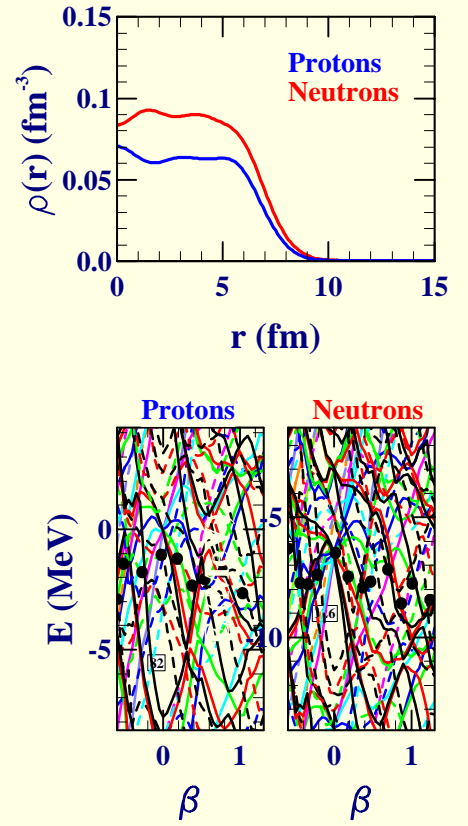 0.15
Protons
Neutrons
0.1
ρ(r) (fm-3)
0.05
0.0
0 5 10 15
r (fm)
Protons Neutrons
0 -5
E (MeV)
-5 82
0 1 0 1
β β